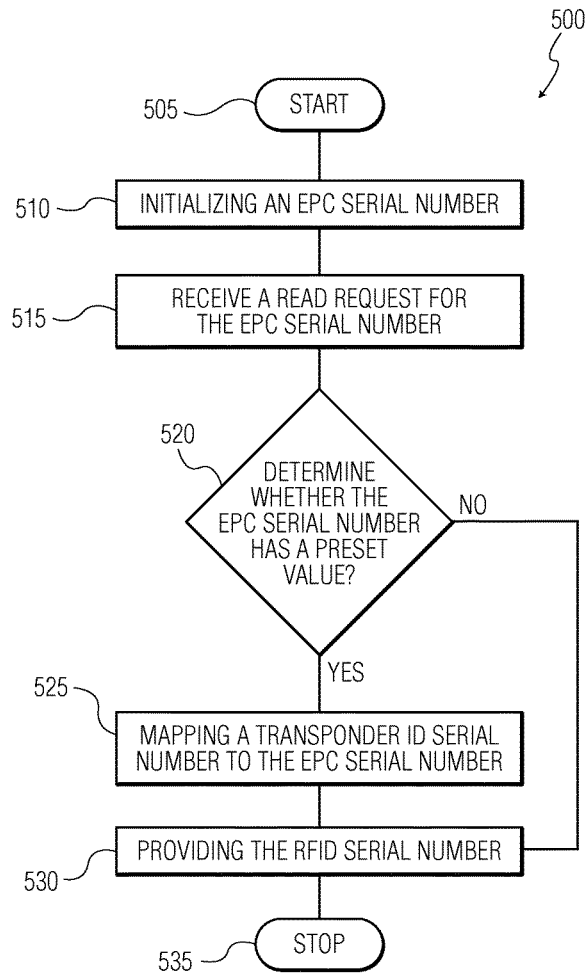 500
505
START
510
INITIALIZING AN EPC SERIAL NUMBER
515
RECEIVE A READ REQUEST FOR
THE EPC SERIAL NUMBER
520
DETERMINE
WHETHER THE
EPC SERIAL NUMBER
HAS A PRESET
VALUE?
NO
YES
525
MAPPING A TRANSPONDER ID SERIAL
NUMBER TO THE EPC SERIAL NUMBER
530
PROVIDING THE RFID SERIAL NUMBER
535
STOP